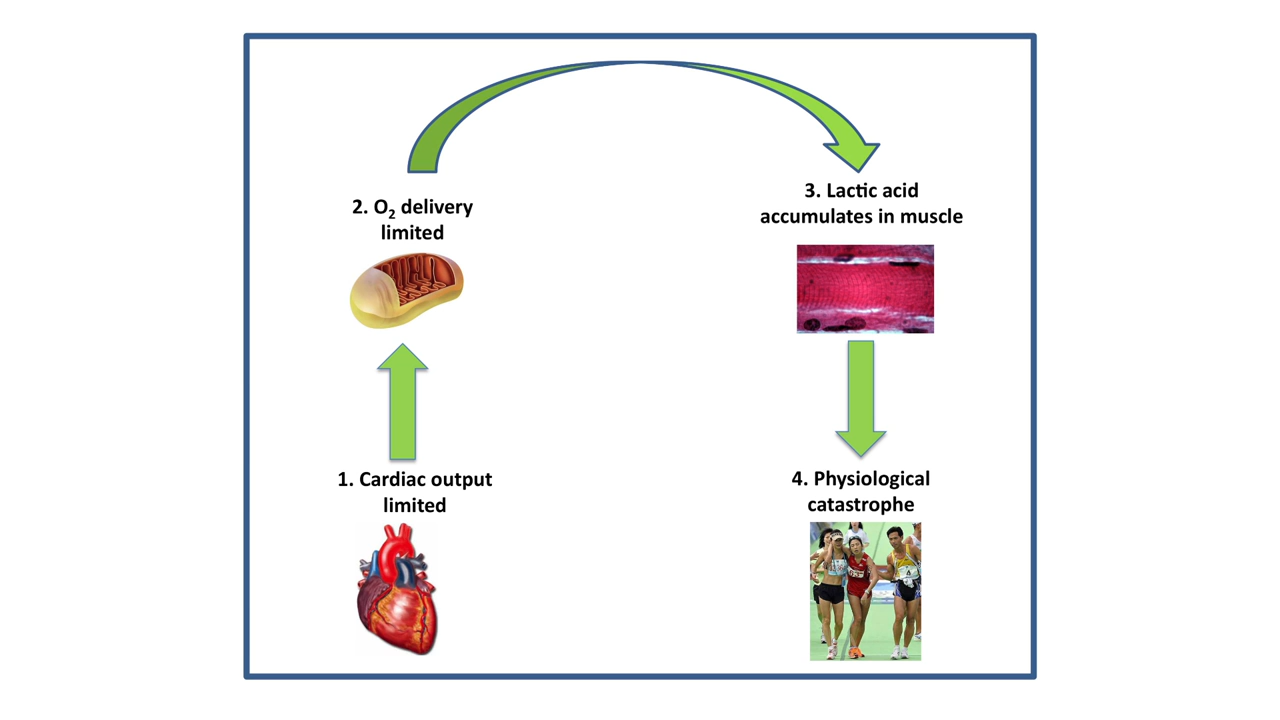 1. Cardiac output
limited
2. O₂ delivery
limited
3. Lactic acid
accumulates in muscle
4. Physiological
catastrophe